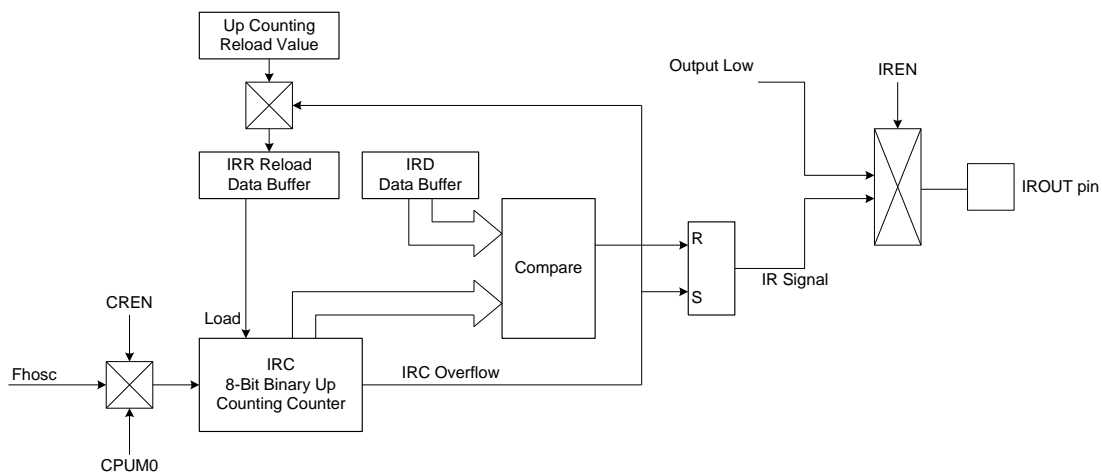 Up Counting
Reload Value
Output Low
IREN
IRR Reload
Data Buffer
IRD
Data Buffer
IROUT pin
R
Compare
IR Signal
S
CREN
Load
Fhosc
IRC
8-Bit Binary Up
Counting Counter
IRC Overflow
CPUM0